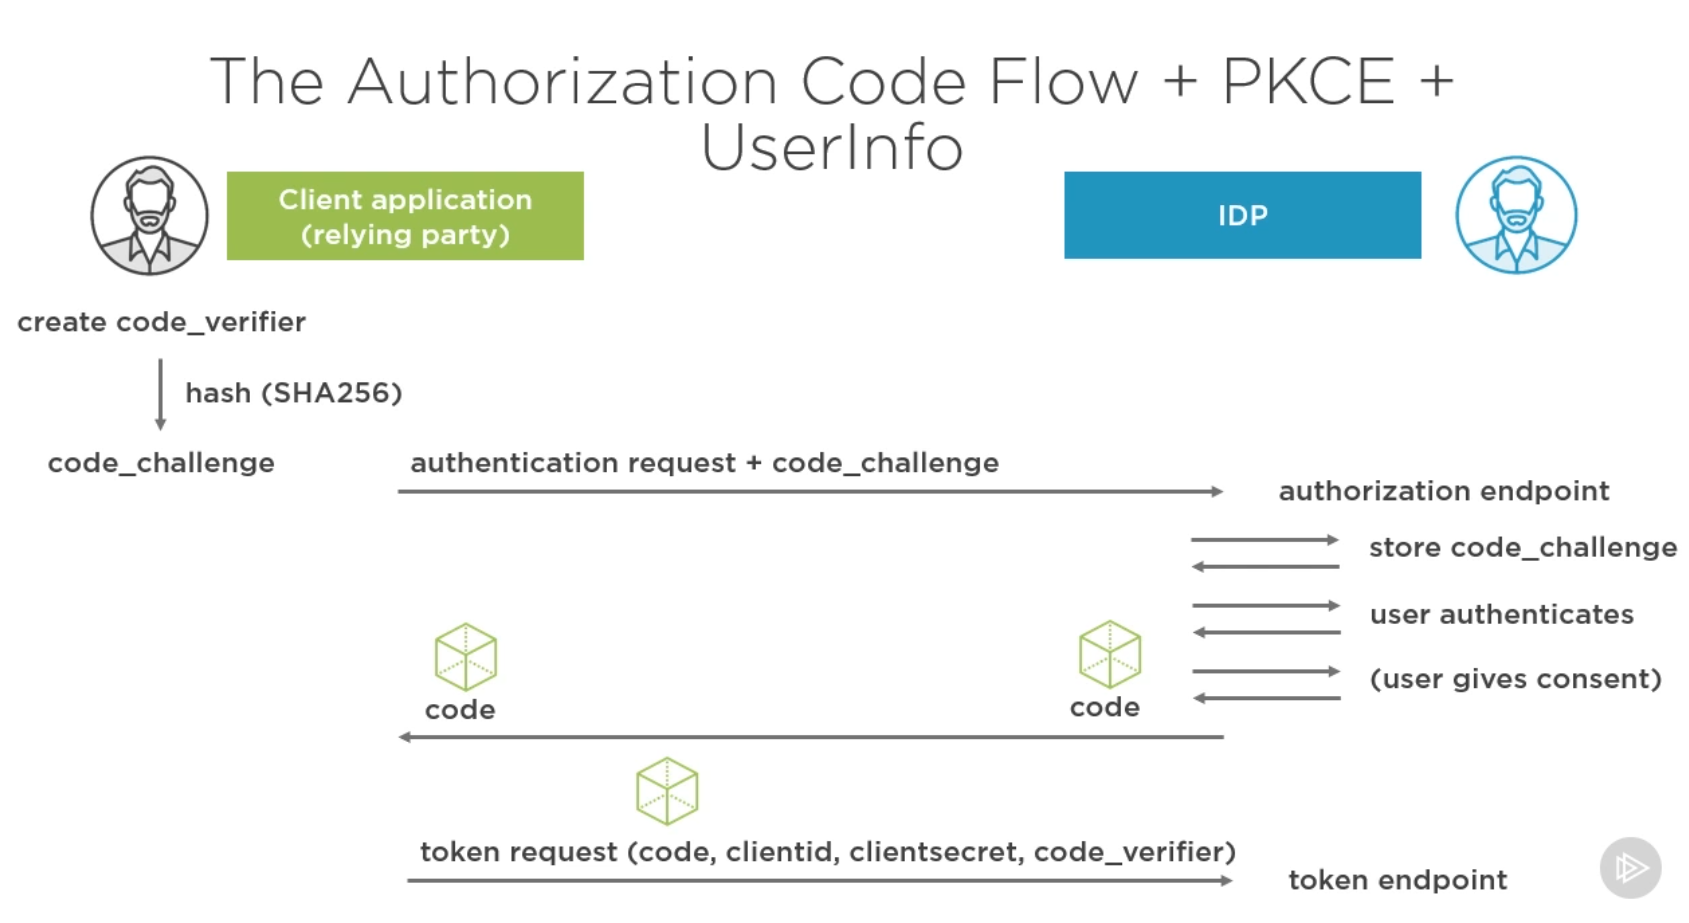 The Authorization Code Flow + PKCE +
UserInfo
Client application
(relying party)
IDP
create code_verifier
hash (SHA256)
code_challenge
authentication request + code_challenge
authorization endpoint
store code_challenge
user authenticates
(user gives consent)
code
code
token request (code, clientid, clientsecret, code_verifier)
token endpoint